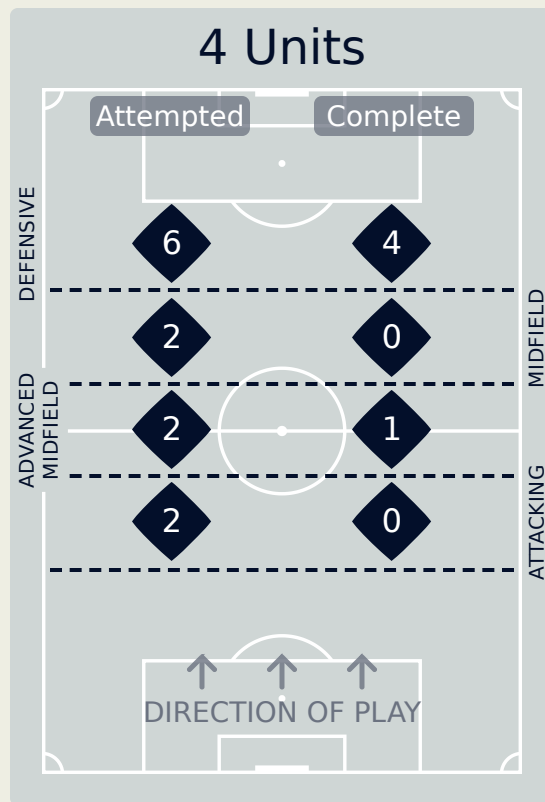 4 Units
Attempted
Complete
DEFENSIVE
6
4
MIDFIELD
2
0
ADVANCED
MIDFIELD
2
1
ATTACKING
2
0
DIRECTION OF PLAY